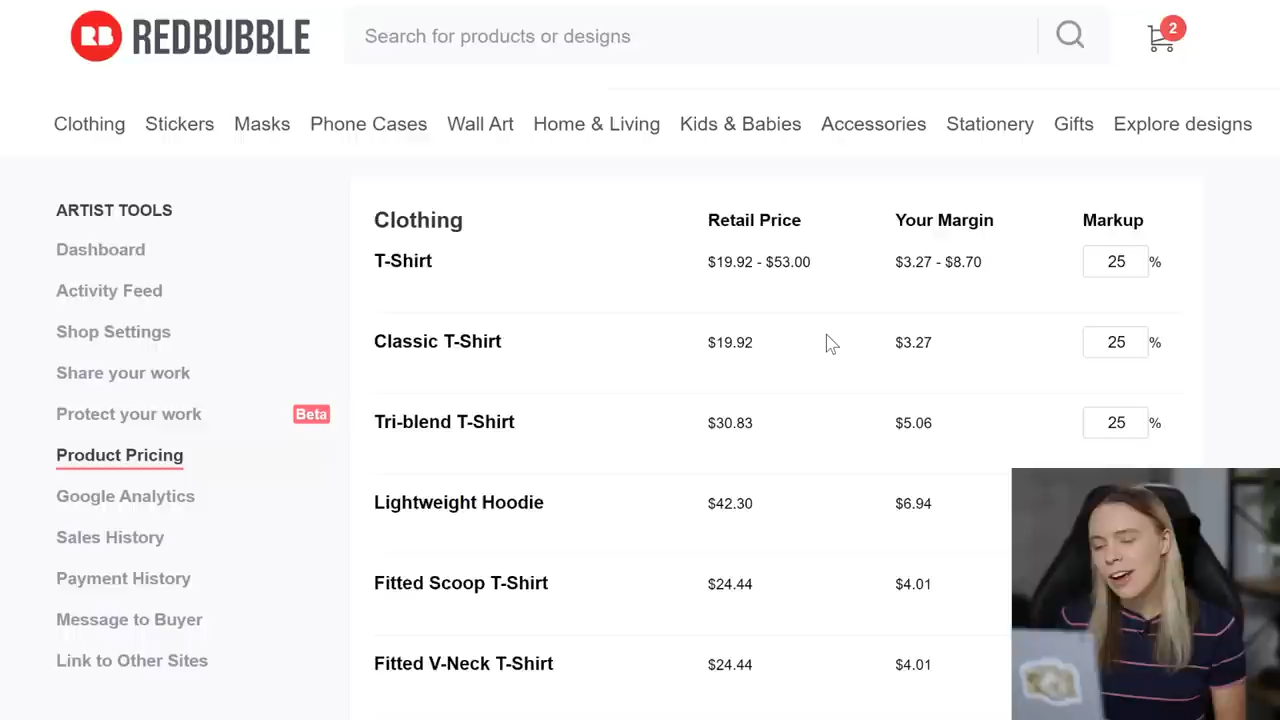 RB REDBUBBLE
Search for products or designs
2
Clothing Stickers Masks Phone Cases Wall Art Home & Living Kids & Babies Accessories Stationery Gifts Explore designs
ARTIST TOOLS
Dashboard
Activity Feed
Shop Settings
Share your work
Protect your work Beta
Product Pricing
Google Analytics
Sales History
Payment History
Message to Buyer
Link to Other Sites
Clothing Retail Price Your Margin Markup
T-Shirt $19.92 - $53.00 $3.27 - $8.70 25 %
Classic T-Shirt $19.92 $3.27 25 %
Tri-blend T-Shirt $30.83 $5.06 25 %
Lightweight Hoodie $42.30 $6.94
Fitted Scoop T-Shirt $24.44 $4.01
Fitted V-Neck T-Shirt $24.44 $4.01